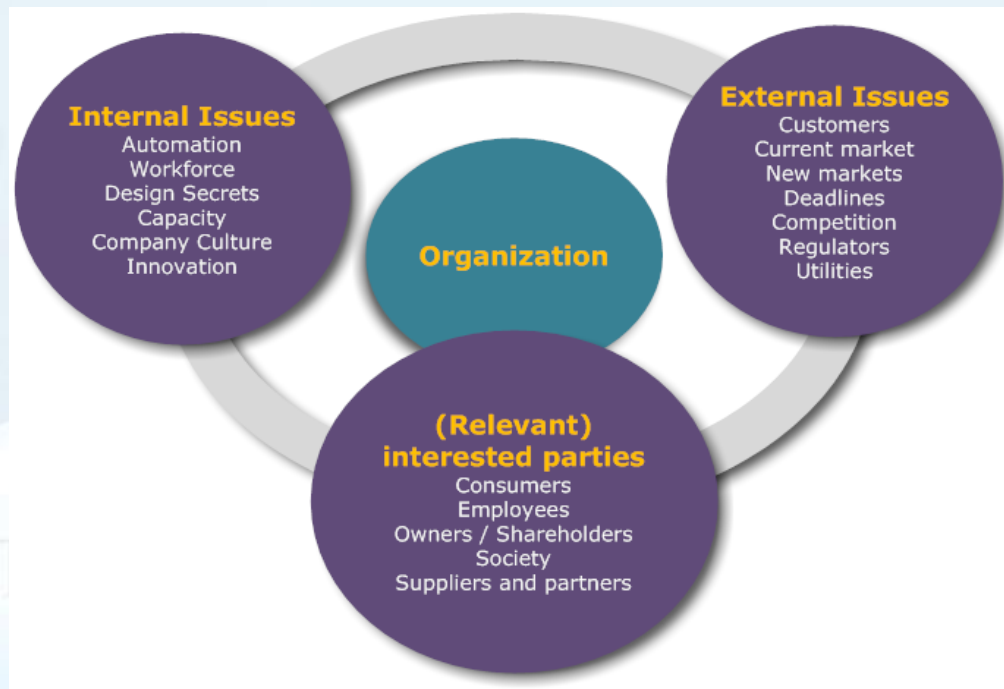 Internal Issues
Automation
Workforce
Design Secrets
Capacity
Company Culture
Innovation
External Issues
Customers
Current market
New markets
Deadlines
Competition
Regulators
Utilities
Organization
(Relevant)
interested parties
Consumers
Employees
Owners / Shareholders
Society
Suppliers and partners